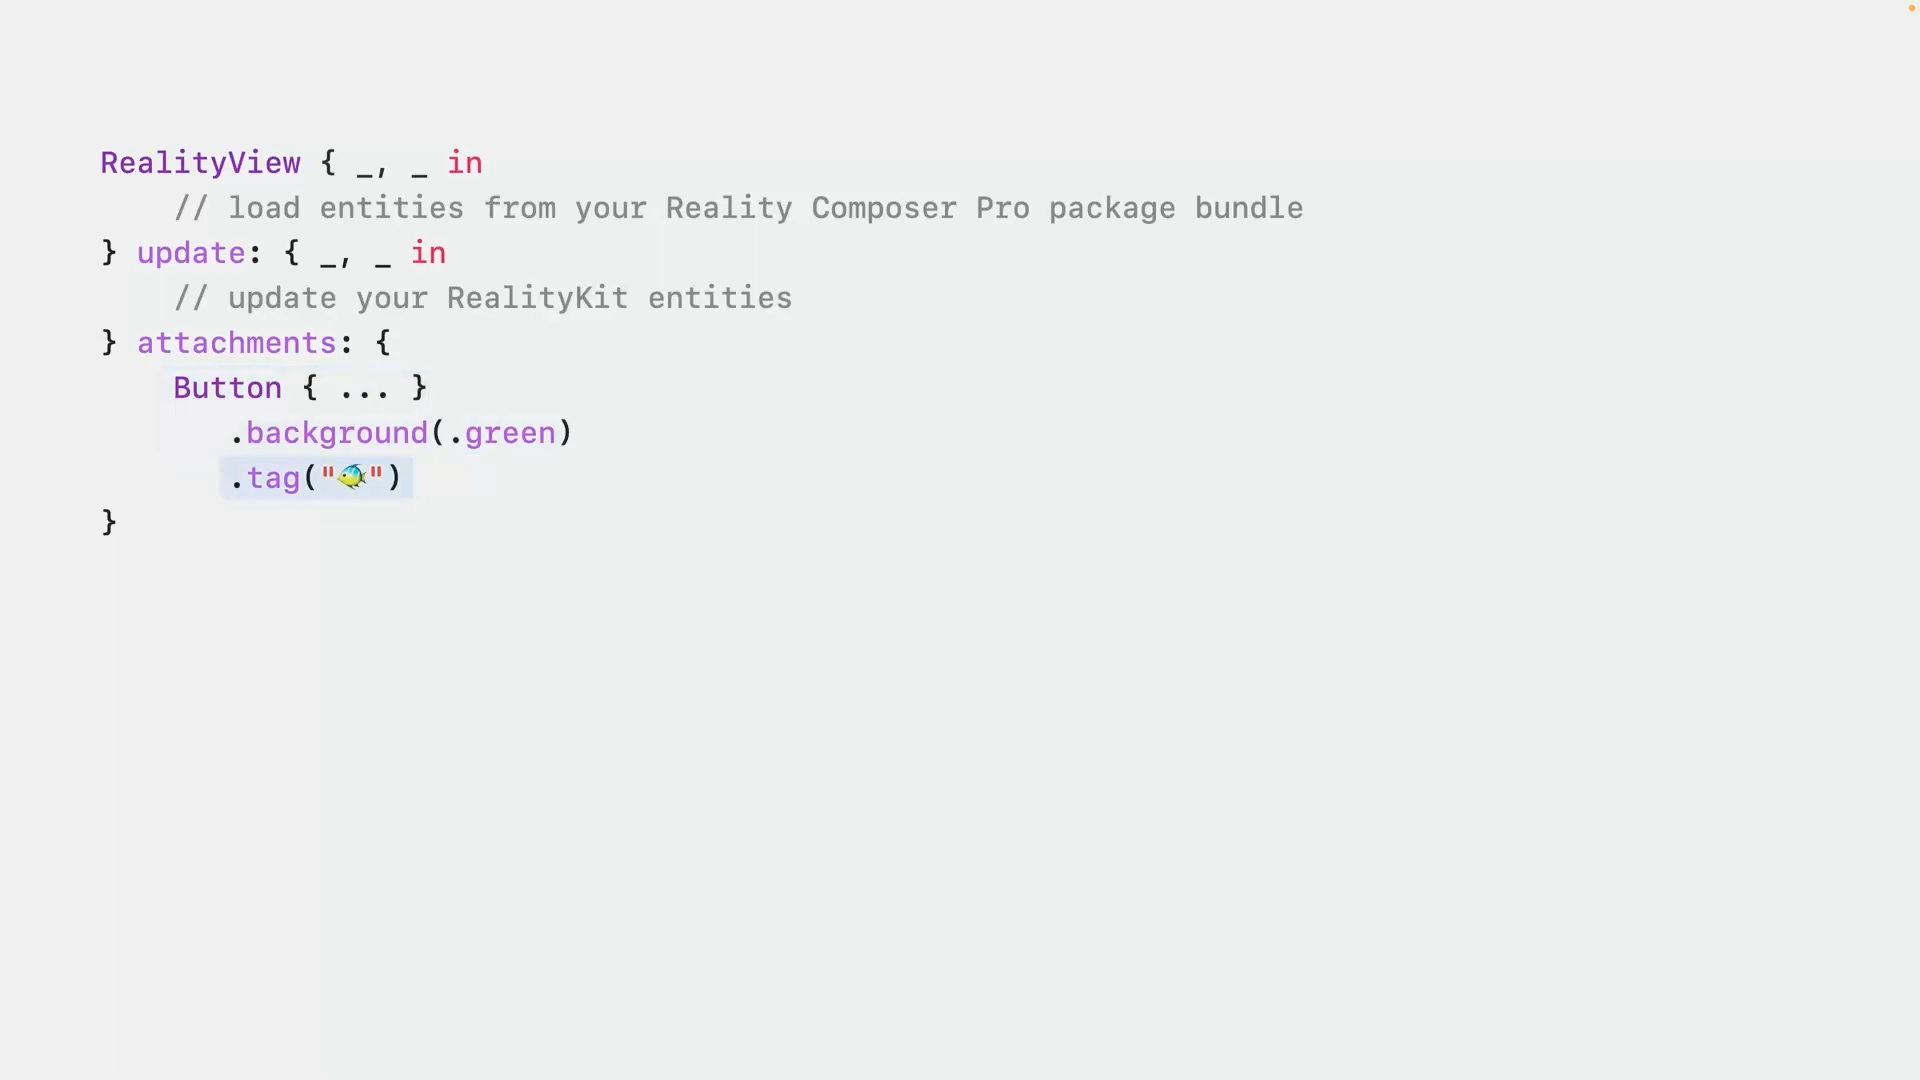 RealityView { _, _ in
    // load entities from your Reality Composer Pro package bundle
} update: { _, _ in
    // update your RealityKit entities
} attachments: {
    Button { ... }
       .background(.green)
       .tag("🐠")
}